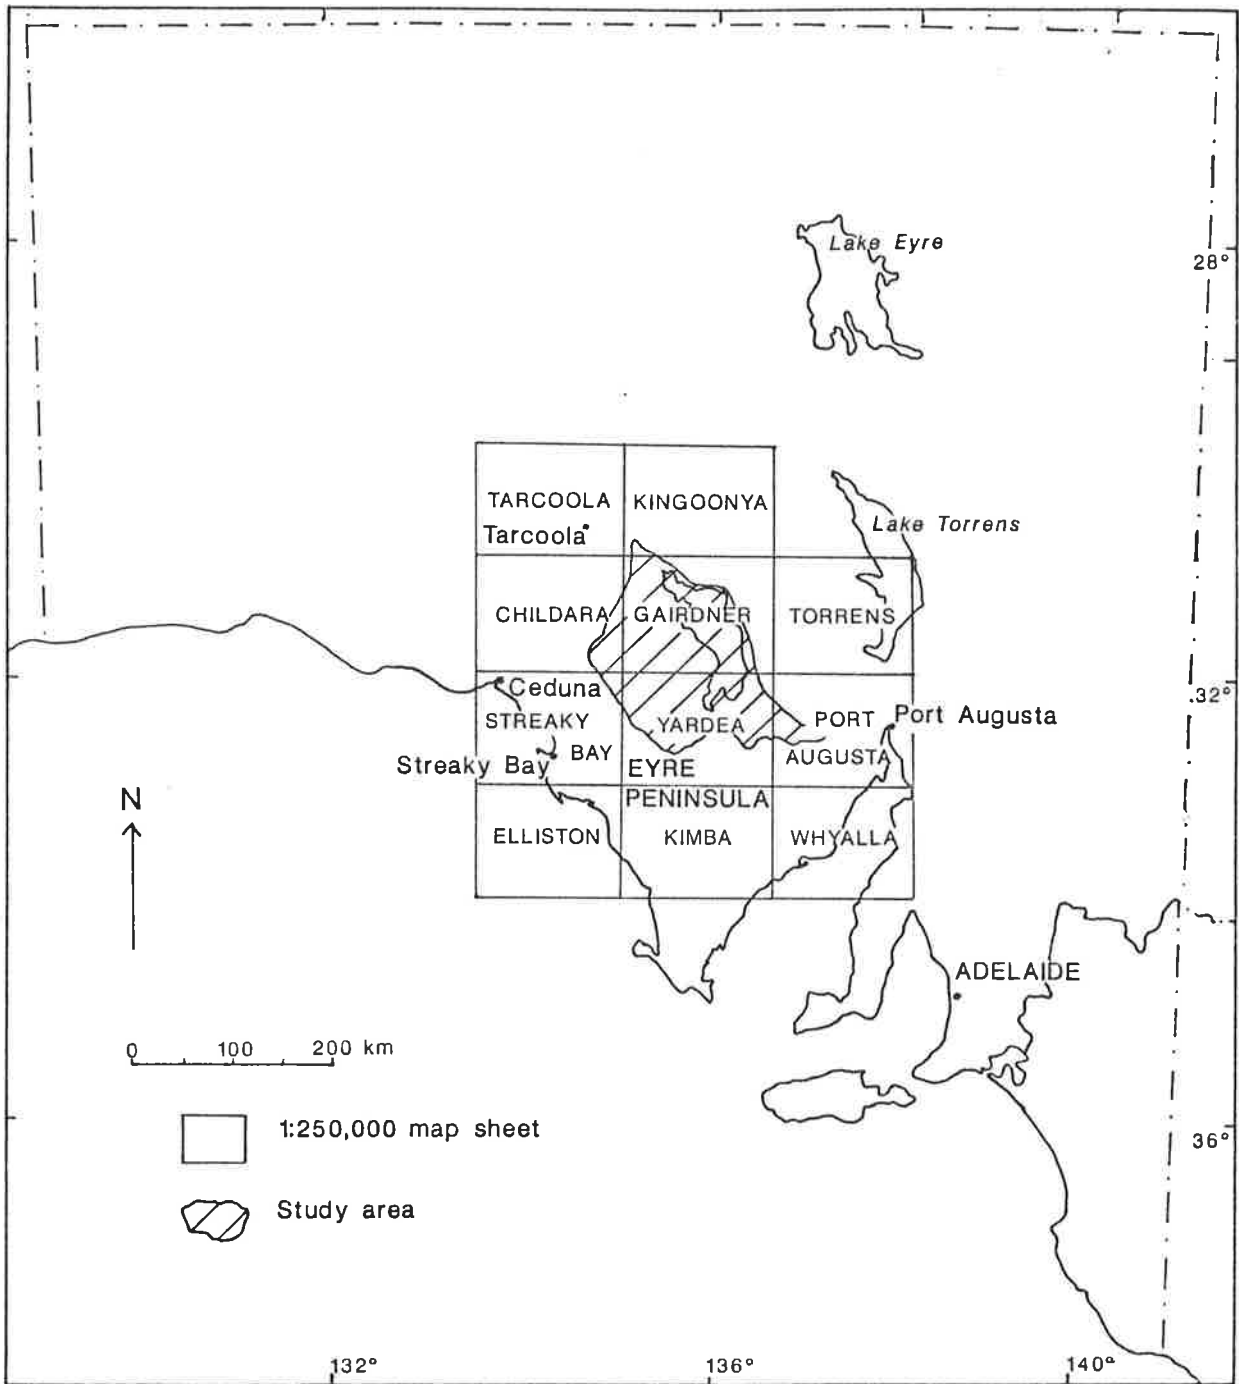 Lake Eyre
28°
TARCOOLA
KINGOONYA
Tarcoola
Lake Torrens
CHILDARA
GAIRDNER
TORRENS
Ceduna
32°
STREAKY
BAY
YARDEA
PORT
AUGUSTA
Port Augusta
Streaky Bay
EYRE
PENINSULA
N
ELLISTON
KIMBA
WHYALLA
ADELAIDE
0 100 200 km
1:250,000 map sheet
36°
Study area
132°
136°
140°